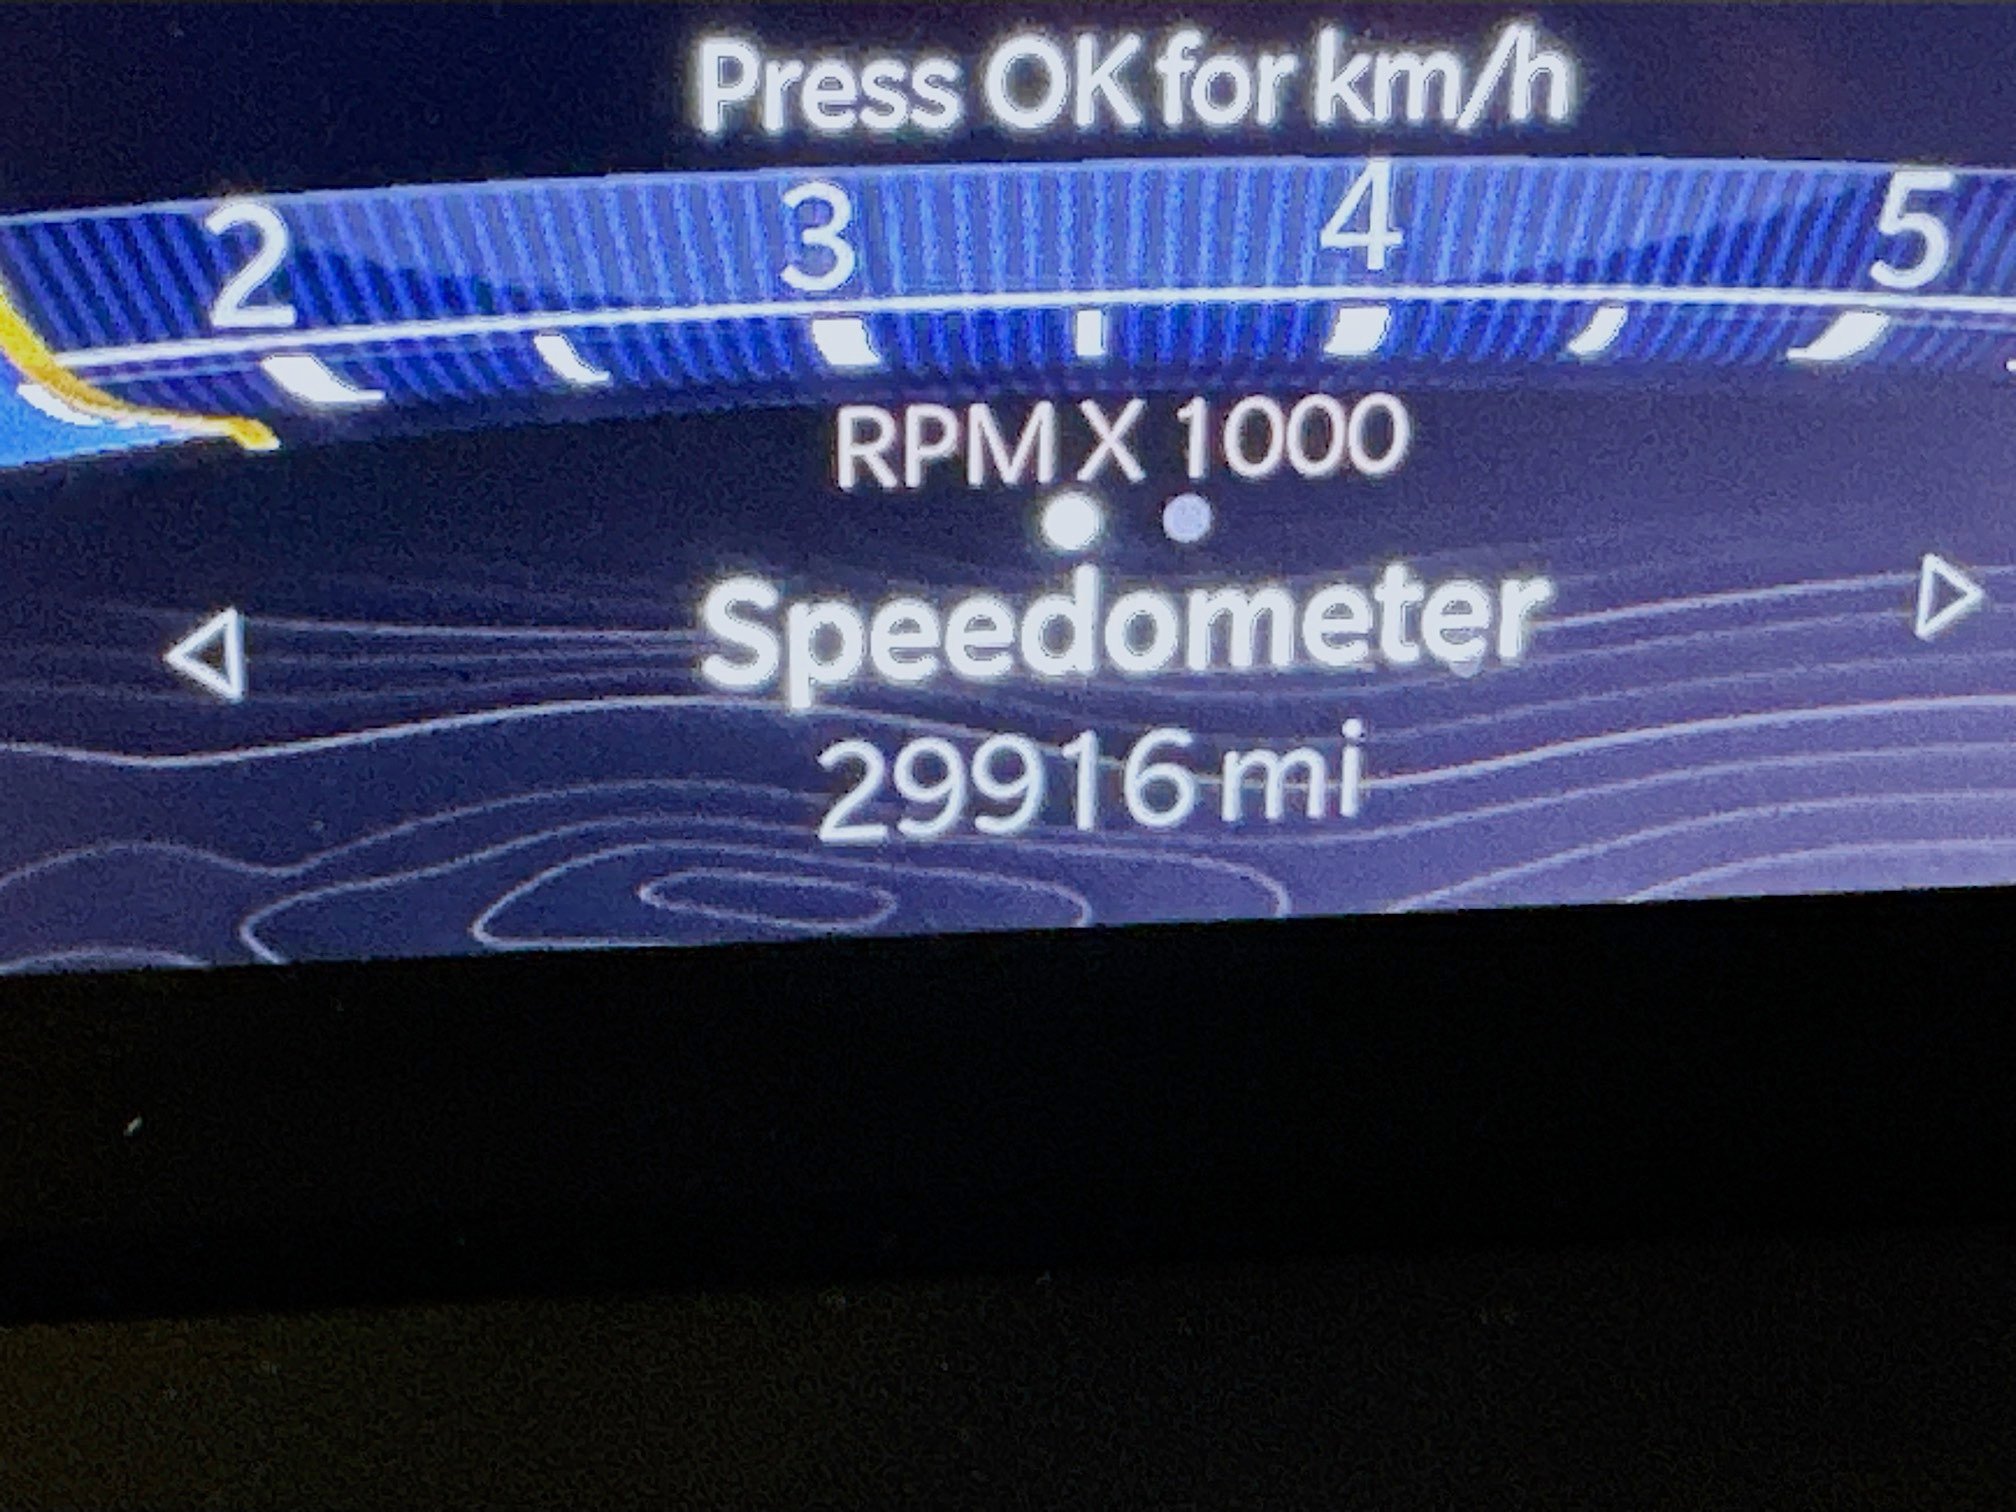 Press OK for km/h
2 3 4 5
RPM X 1000
Speedometer
29916 mi